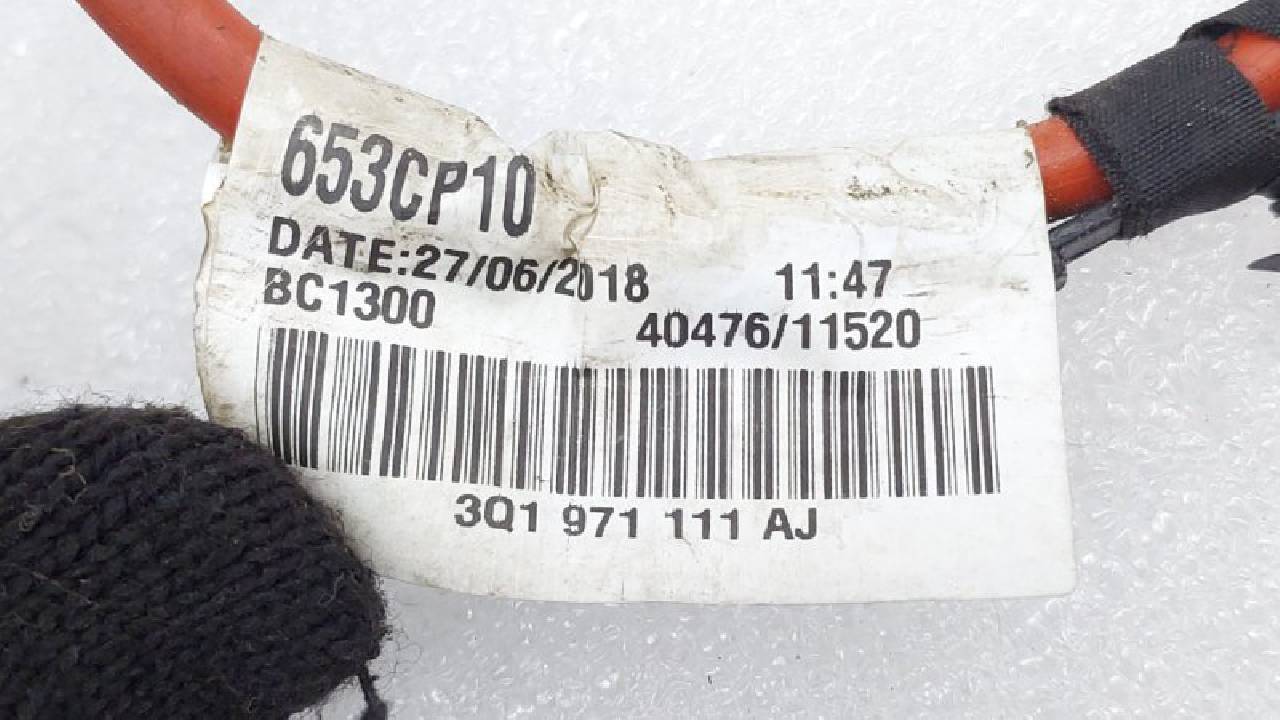 653CP10
DATE:27/06/2018 11:47
BC1300 40476/11520
3Q1 971 111 AJ